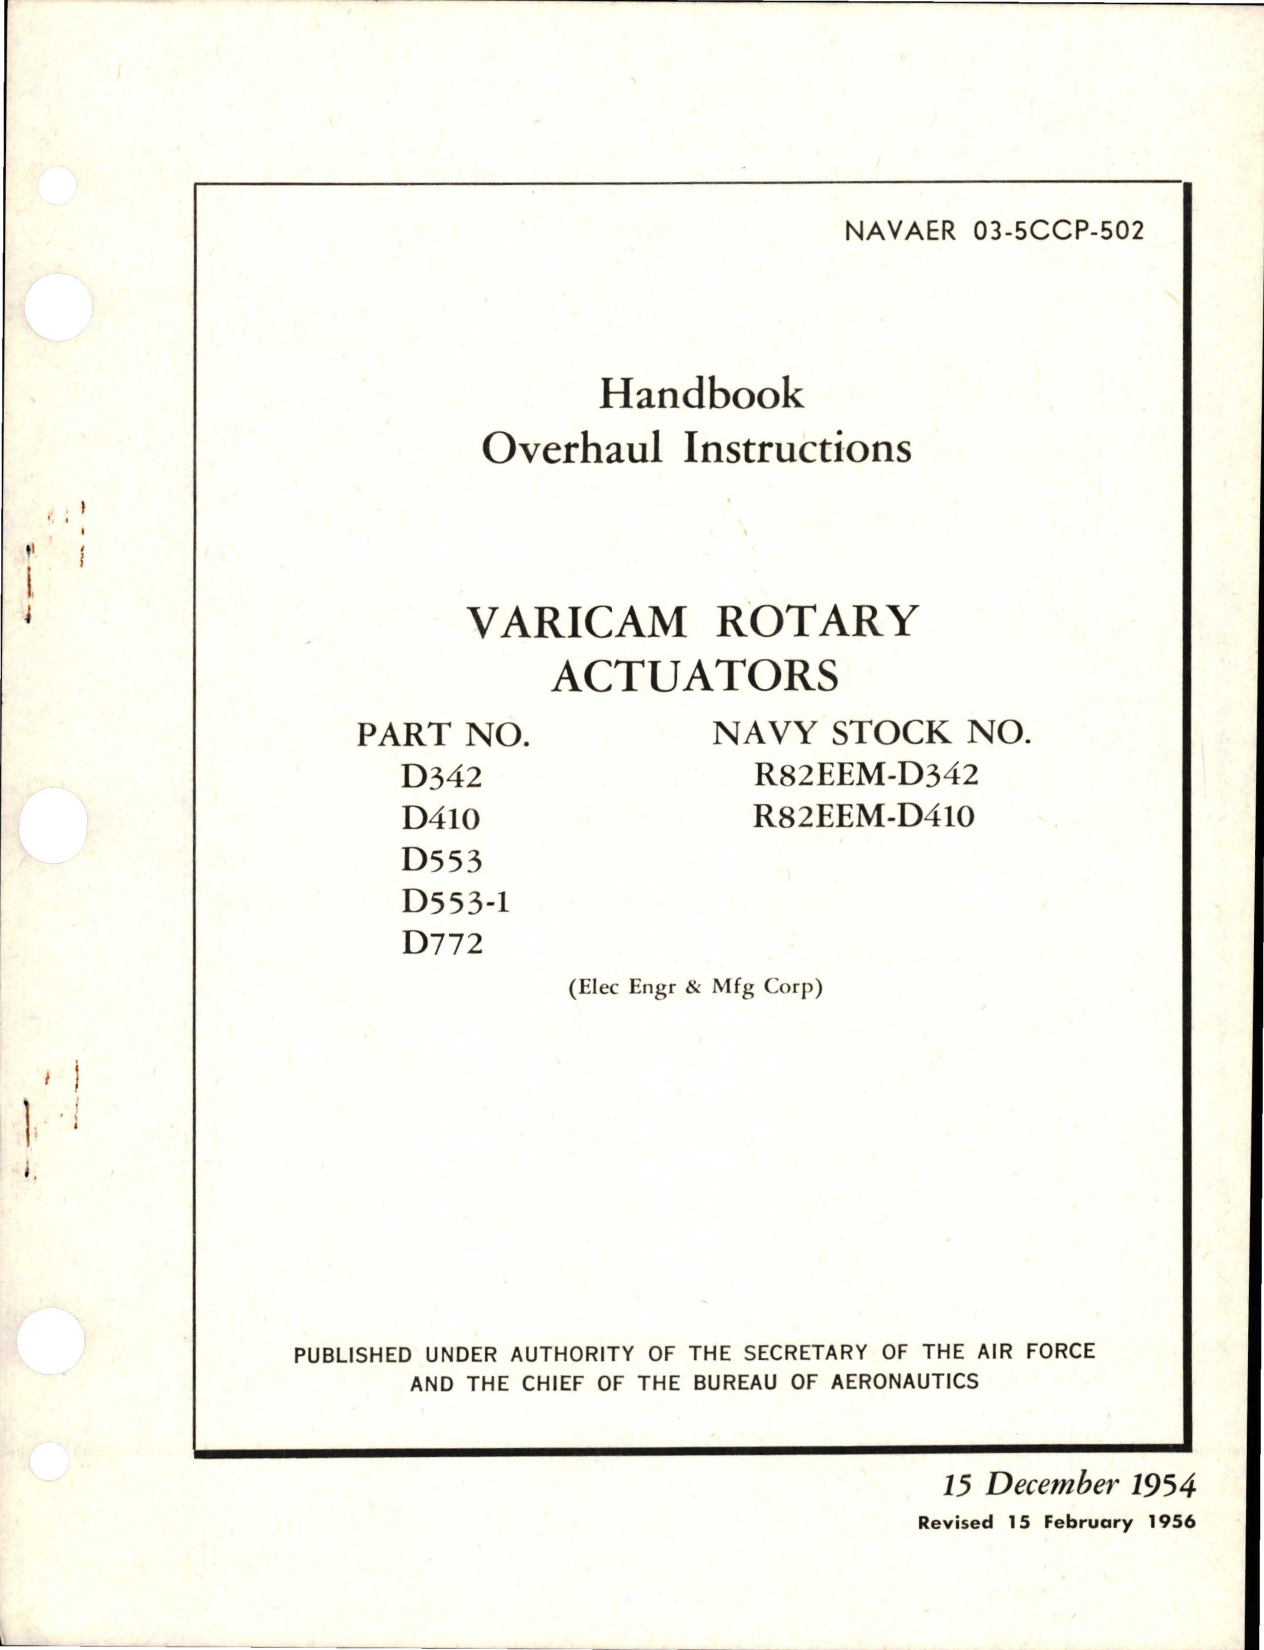 NAVAER 03-5CCP-502
Handbook
Overhaul Instructions
VARICAM ROTARY
ACTUATORS
PART NO. NAVY STOCK NO.
D342 R82EEM-D342
D410 R82EEM-D410
D553
D553-1
D772
(Elec Engr & Mfg Corp)
PUBLISHED UNDER AUTHORITY OF THE SECRETARY OF THE AIR FORCE
AND THE CHIEF OF THE BUREAU OF AERONAUTICS
15 December 1954
Revised 15 February 1956